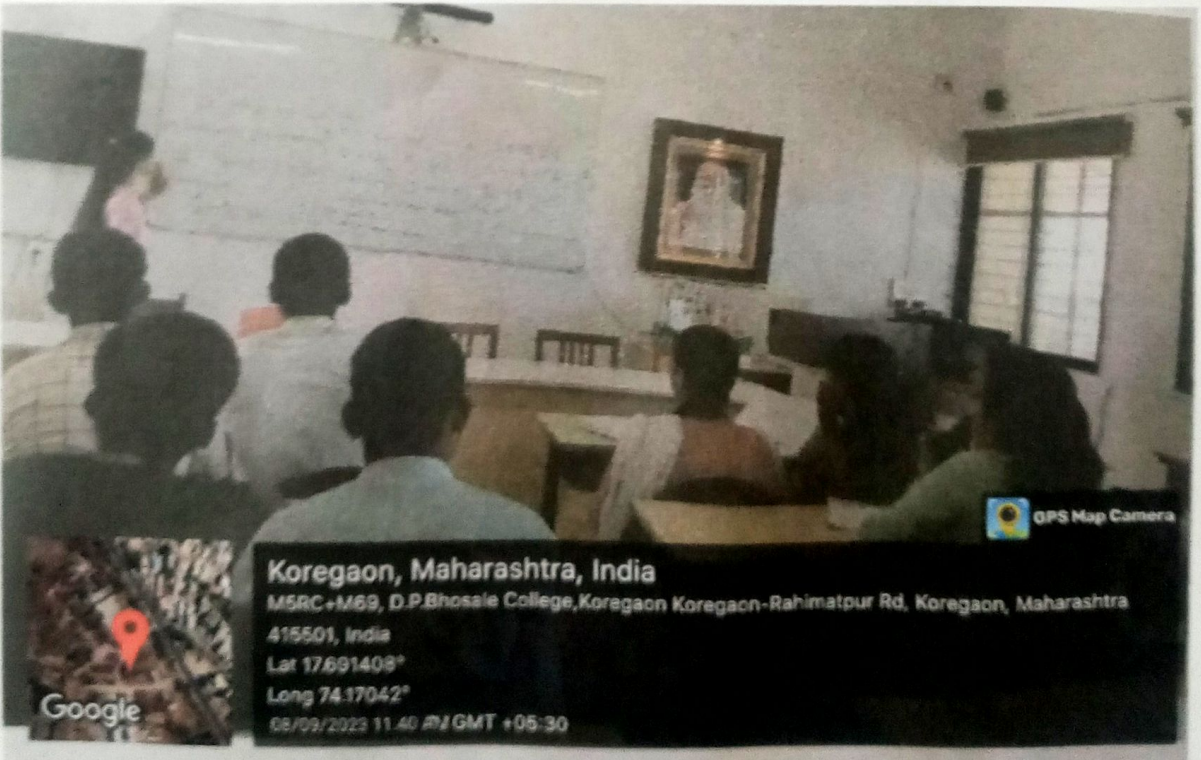 GPS Map Camera
Koregaon, Maharashtra, India
M5RC+M69, D.P.Bhosale College,Koregaon Koregaon-Rahimatpur Rd, Koregaon, Maharashtra
415501, India
Lat 17.691408°
Long 74.17042°
08/09/2023 11.40 AM GMT +05:30
Google